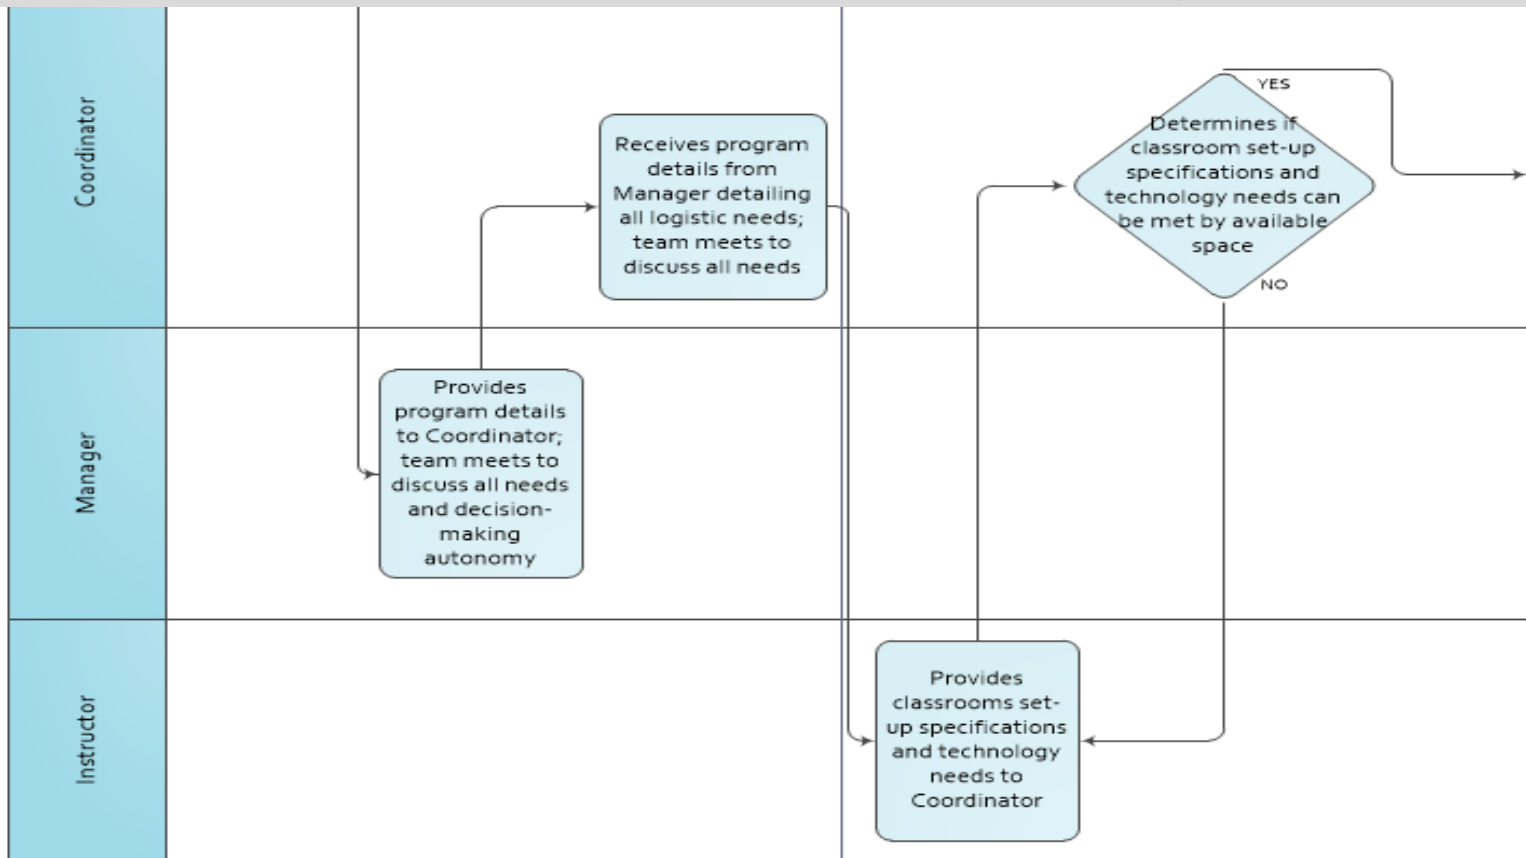 Coordinator
Receives program
details from
Manager detailing
all logistic needs;
team meets to
discuss all needs
YES
Determines if
classroom set-up
specifications and
technology needs can
be met by available
space
NO
Manager
Provides
program details
to Coordinator;
team meets to
discuss all needs
and decision-
making
autonomy
Instructor
Provides
classrooms set-
up specifications
and technology
needs to
Coordinator